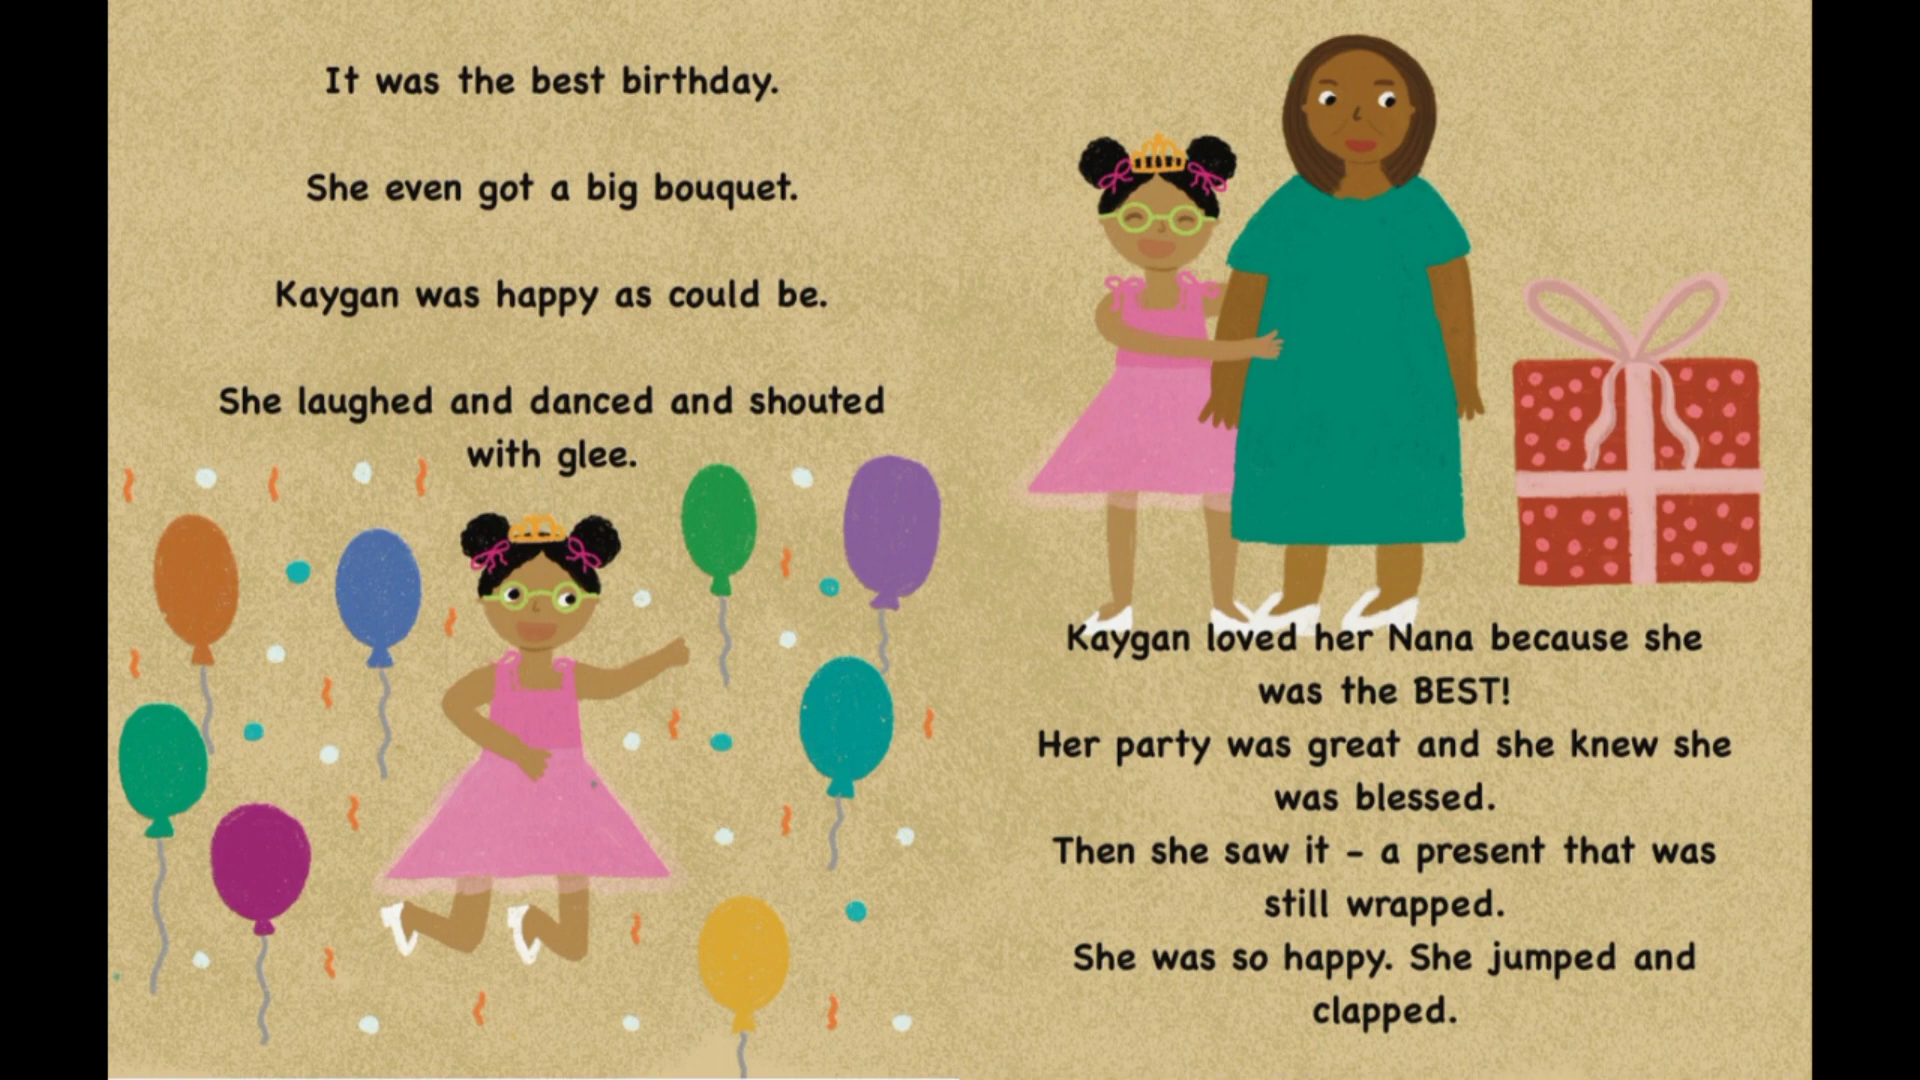 It was the best birthday.
She even got a big bouquet.
Kaygan was happy as could be.
She laughed and danced and shouted
with glee.
Kaygan loved her Nana because she
was the BEST!
Her party was great and she knew she
was blessed.
Then she saw it – a present that was
still wrapped.
She was so happy. She jumped and
clapped.